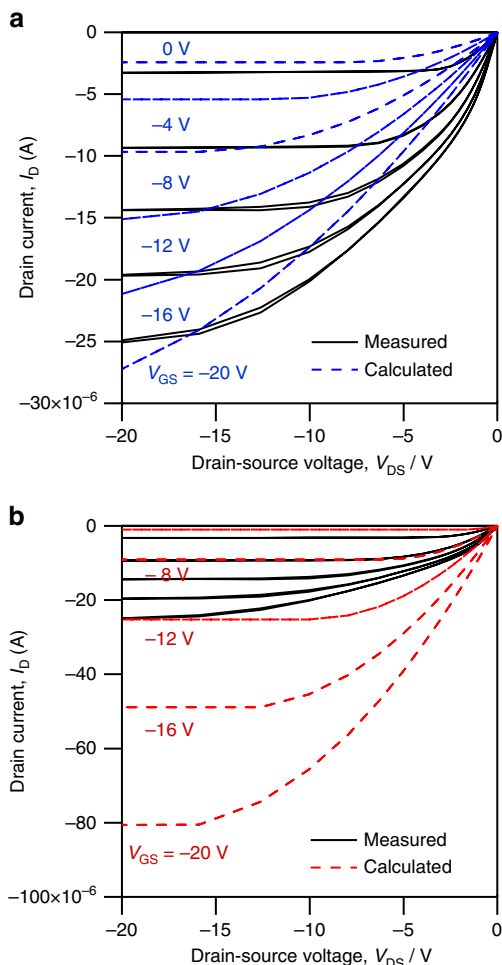 a
0
−5
−10
−15
−20
−25
−30×10⁻⁶
Drain current, I_D (A)
0 V
−4 V
−8 V
−12 V
−16 V
V_GS = −20 V
Measured
Calculated
−20 −15 −10 −5 0
Drain-source voltage, V_DS / V
b
0
−20
−40
−60
−80
−100×10⁻⁶
Drain current, I_D (A)
−8 V
−12 V
−16 V
V_GS = −20 V
Measured
Calculated
−20 −15 −10 −5 0
Drain-source voltage, V_DS / V